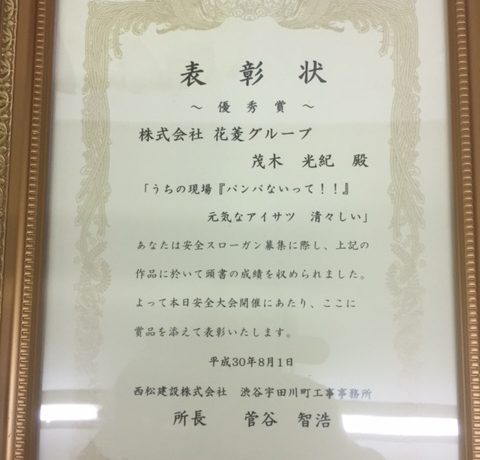 表彰状
～優秀賞～
株式会社 花菱グループ
茂木 光紀 殿
「うちの現場『パンパないって！！』
元気なアイサツ 清々しい」
あなたは安全スローガン募集に際し、上記の
作品に於いて頭書の成績を収められました。
よって本日安全大会開催にあたり、ここに
賞品を添えて表彰いたします。
平成30年8月1日
西松建設株式会社 渋谷宇田川町工事事務所
所長 菅谷 智浩